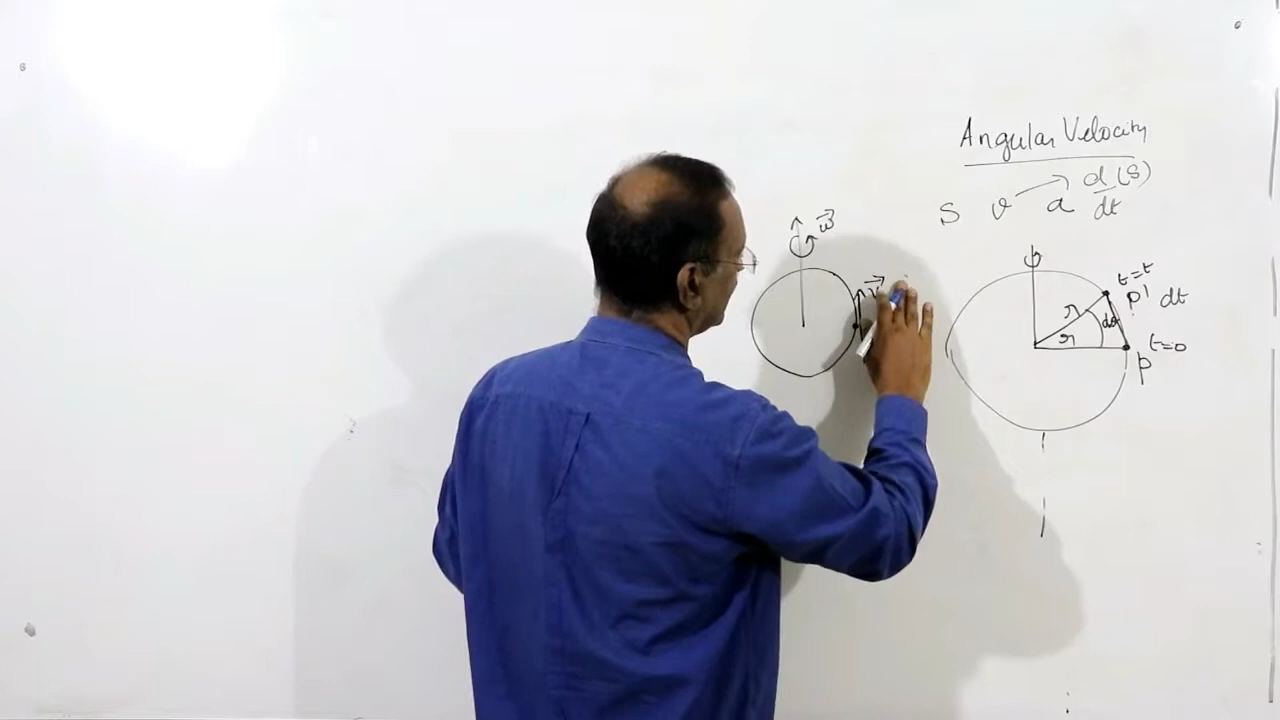 Angular Velocity
S v a d/dt (S)
ω⃗
v⃗
t=t
p' dt
r
dθ
r
t=0
p